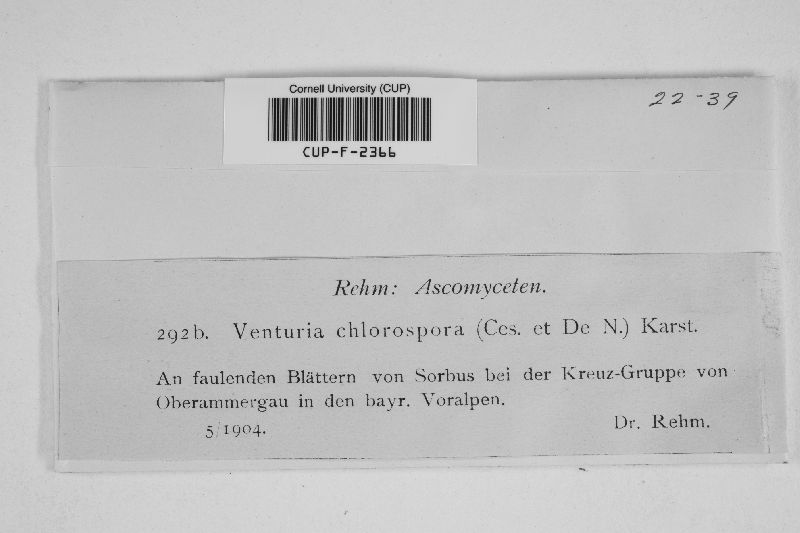 Cornell University (CUP)
CUP-F-2366
22-39
Rehm: Ascomyceten.
292b. Venturia chlorospora (Ces. et De N.) Karst.
An faulenden Blättern von Sorbus bei der Kreuz-Gruppe von
Oberammergau in den bayr. Voralpen.
5/1904.
Dr. Rehm.